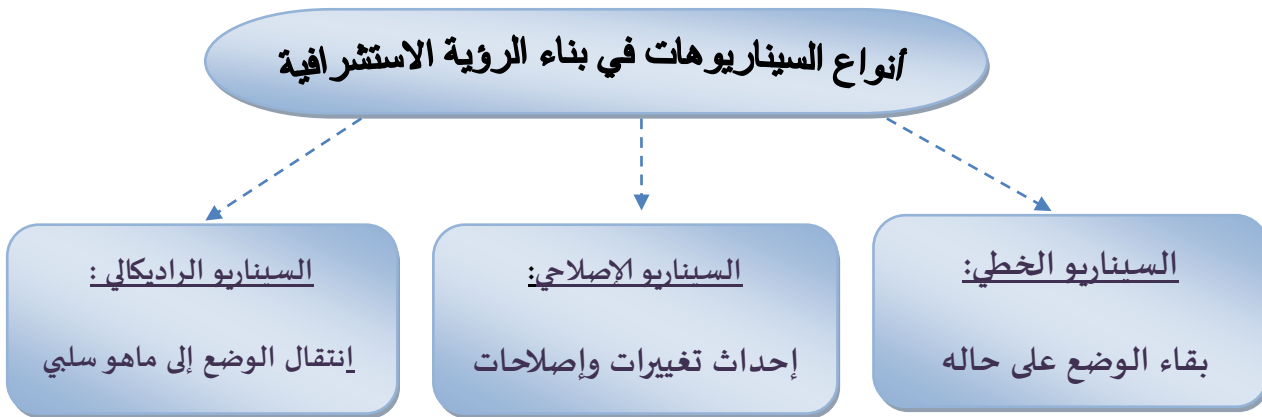 أنواع السيناريوهات في بناء الرؤية الاستشرافية
السيناريو الخطي:
بقاء الوضع على حاله
السيناريو الإصلاحي:
إحداث تغييرات وإصلاحات
السيناريو الراديكالي :
انتقال الوضع إلى ماهو سلبي